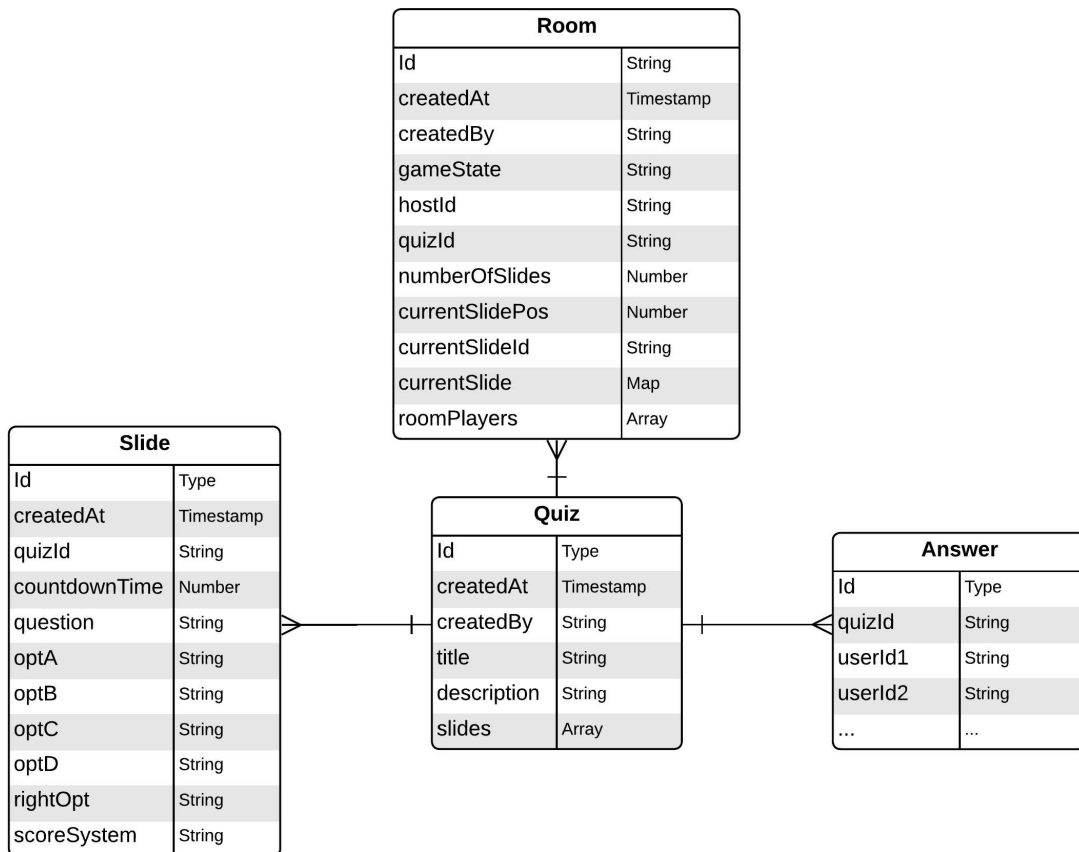 Room
Id String
createdAt Timestamp
createdBy String
gameState String
hostId String
quizId String
numberOfSlides Number
currentSlidePos Number
currentSlideId String
currentSlide Map
roomPlayers Array
Slide
Id Type
createdAt Timestamp
quizId String
countdownTime Number
question String
optA String
optB String
optC String
optD String
rightOpt String
scoreSystem String
Quiz
Id Type
createdAt Timestamp
createdBy String
title String
description String
slides Array
Answer
Id Type
quizId String
userId1 String
userId2 String
... ...